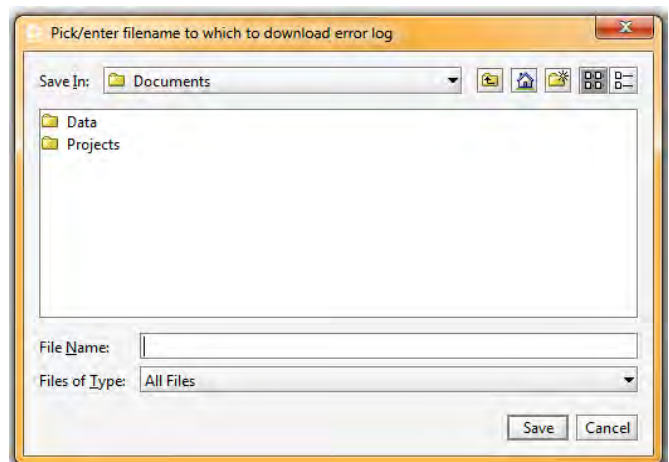 Pick/enter filename to which to download error log
Save In: Documents
Data
Projects
File Name:
Files of Type: All Files
Save Cancel